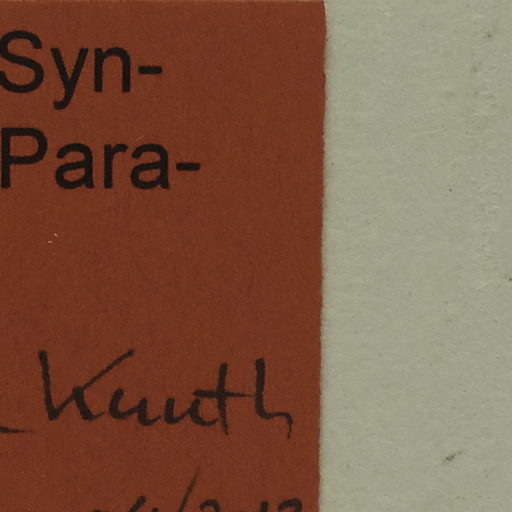 Syn-
Para-
Kunth